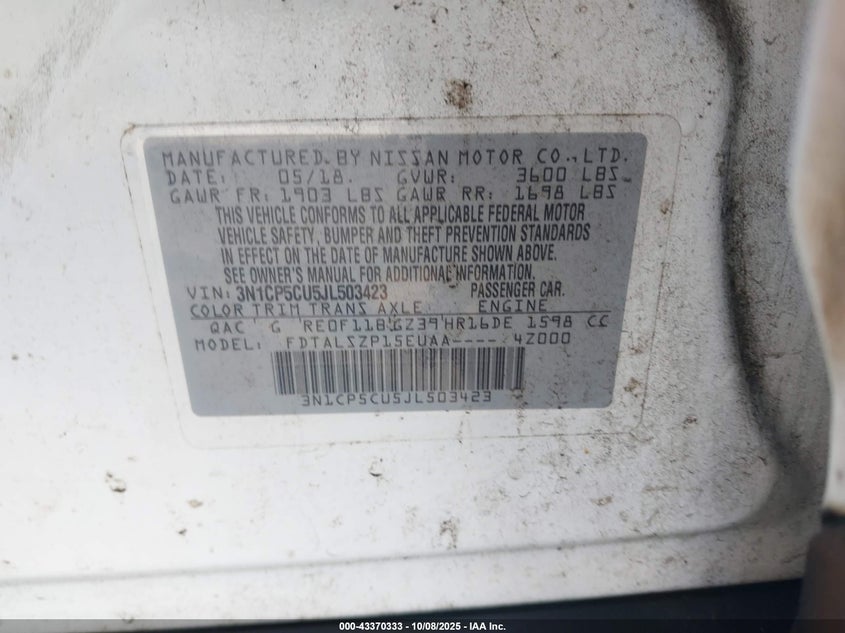 MANUFACTURED BY NISSAN MOTOR CO., LTD.
DATE: 05/18. GVWR: 3600 LBS
GAWR FR: 1903 LBS GAWR RR: 1698 LBS
THIS VEHICLE CONFORMS TO ALL APPLICABLE FEDERAL MOTOR
VEHICLE SAFETY, BUMPER AND THEFT PREVENTION STANDARDS
IN EFFECT ON THE DATE OF MANUFACTURE SHOWN ABOVE.
SEE OWNER'S MANUAL FOR ADDITIONAL INFORMATION.
VIN: 3N1CP5CU5JL503423 PASSENGER CAR.
COLOR TRIM TRANS AXLE ENGINE
QAC G RE0F11B GZ39 HR16DE 1598 CC
MODEL: FDTALSZP15EUAA---- 4Z000
3N1CP5CU5JL503423
000-43370333 - 10/08/2025 - IAA Inc.